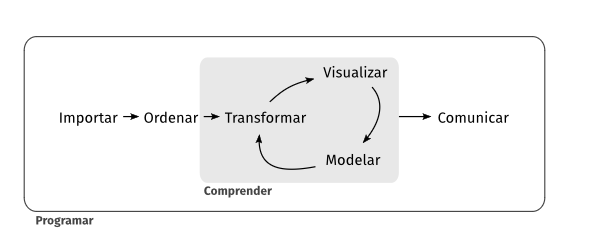 Visualizar
Importar Ordenar Transformar Comunicar
Modelar
Comprender
Programar